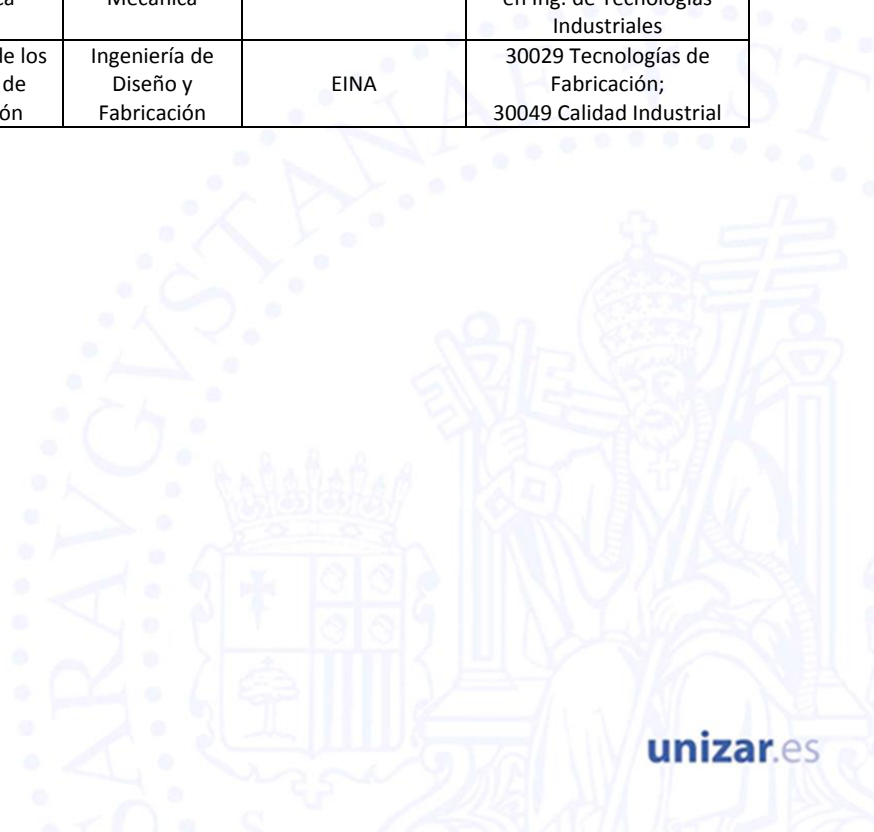 Mecánica
en Ing. de Tecnologías
Industriales
de los
de
Ingeniería de
Diseño y
Fabricación
EINA
30029 Tecnologías de
Fabricación;
30049 Calidad Industrial
unizar.es